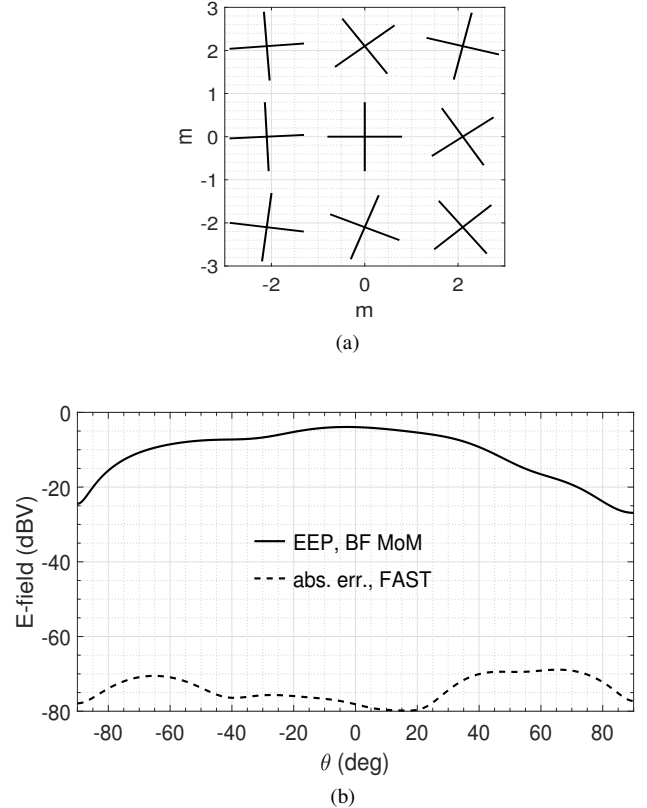 3
2
1
0
-1
-2
-3
m
-2 0 2
m
(a)
0
-20
-40
-60
-80
E-field (dBV)
EEP, BF MoM
abs. err., FAST
-80 -60 -40 -20 0 20 40 60 80
θ (deg)
(b)